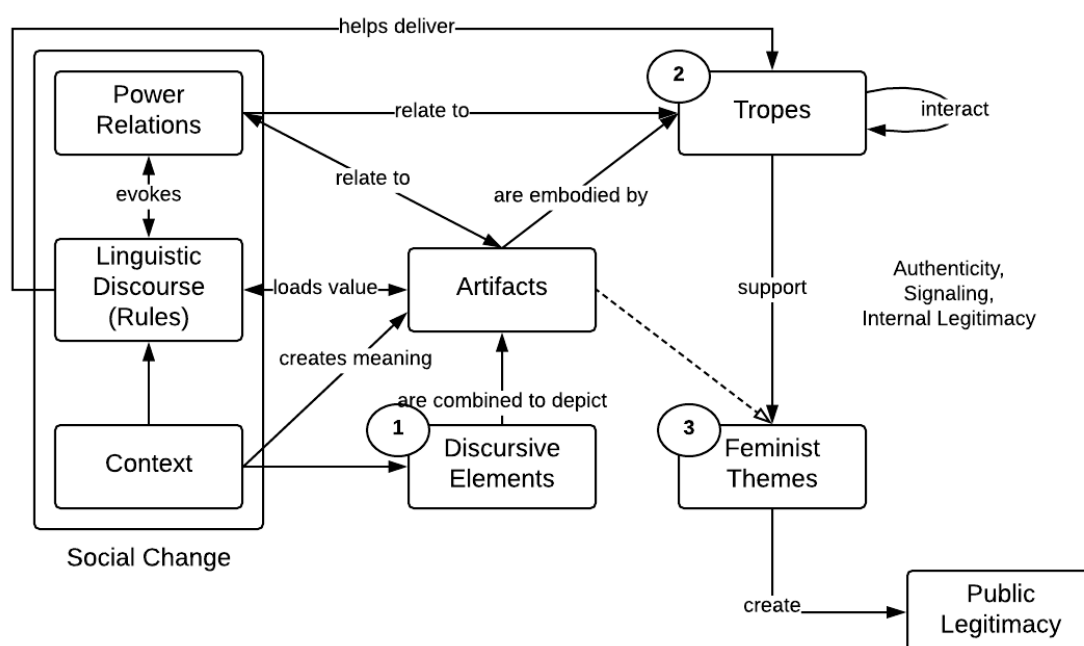 helps deliver
Power
Relations
relate to
2
Tropes
interact
evokes
relate to
are embodied by
Linguistic
Discourse
(Rules)
loads value
Artifacts
support
Authenticity,
Signaling,
Internal Legitimacy
creates meaning
are combined to depict
Context
1
Discursive
Elements
3
Feminist
Themes
Social Change
create
Public
Legitimacy